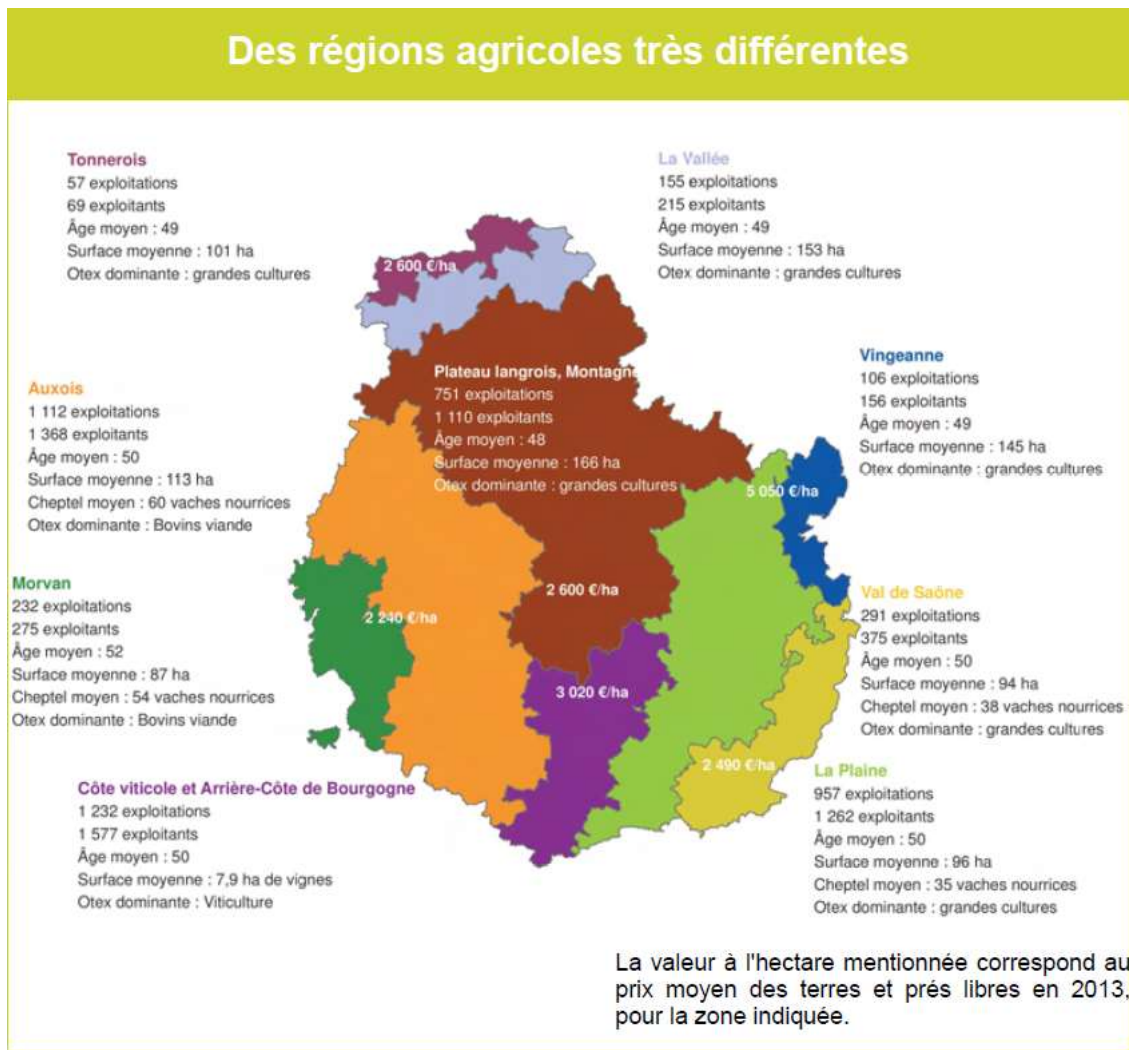 Des régions agricoles très différentes
Tonnerois
57 exploitations
69 exploitants
Âge moyen : 49
Surface moyenne : 101 ha
Otex dominante : grandes cultures
La Vallée
155 exploitations
215 exploitants
Âge moyen : 49
Surface moyenne : 153 ha
Otex dominante : grandes cultures
2 600 €/ha
Plateau langrois, Montagne
751 exploitations
1 110 exploitants
Âge moyen : 48
Surface moyenne : 166 ha
Otex dominante : grandes cultures
2 600 €/ha
Vingeanne
106 exploitations
156 exploitants
Âge moyen : 49
Surface moyenne : 145 ha
Otex dominante : grandes cultures
5 050 €/ha
Auxois
1 112 exploitations
1 368 exploitants
Âge moyen : 50
Surface moyenne : 113 ha
Cheptel moyen : 60 vaches nourrices
Otex dominante : Bovins viande
2 240 €/ha
Morvan
232 exploitations
275 exploitants
Âge moyen : 52
Surface moyenne : 87 ha
Cheptel moyen : 54 vaches nourrices
Otex dominante : Bovins viande
Val de Saône
291 exploitations
375 exploitants
Âge moyen : 50
Surface moyenne : 94 ha
Cheptel moyen : 38 vaches nourrices
Otex dominante : grandes cultures
3 020 €/ha
2 490 €/ha
Côte viticole et Arrière-Côte de Bourgogne
1 232 exploitations
1 577 exploitants
Âge moyen : 50
Surface moyenne : 7,9 ha de vignes
Otex dominante : Viticulture
La Plaine
957 exploitations
1 262 exploitants
Âge moyen : 50
Surface moyenne : 96 ha
Cheptel moyen : 35 vaches nourrices
Otex dominante : grandes cultures
La valeur à l'hectare mentionnée correspond au
prix moyen des terres et prés libres en 2013,
pour la zone indiquée.